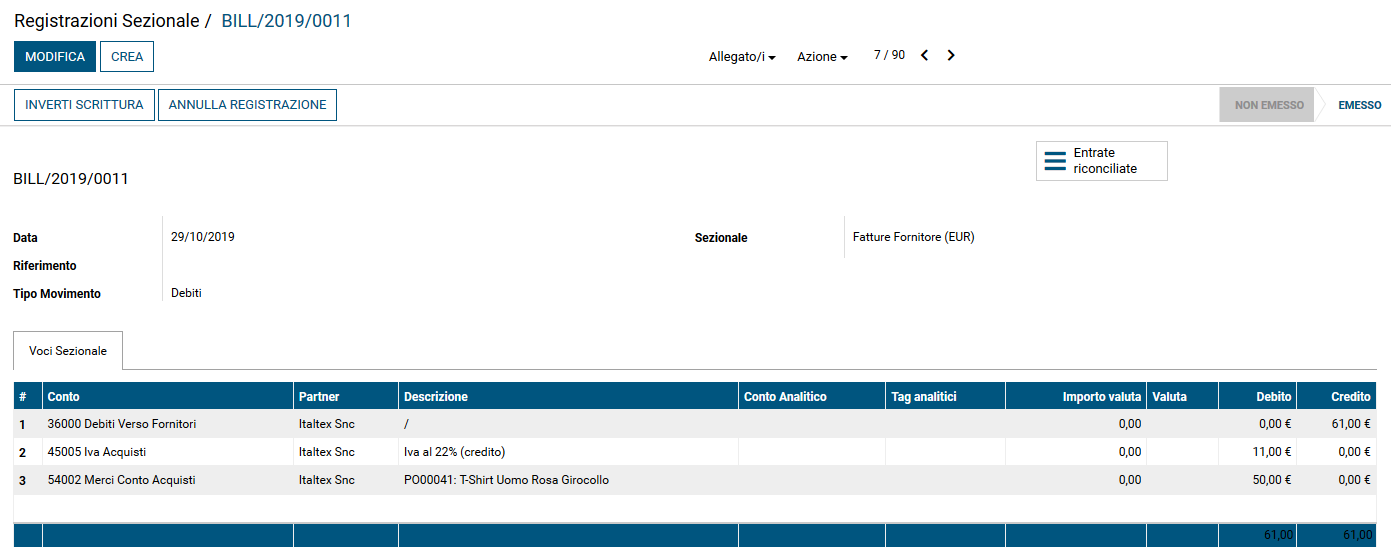 Registrazioni Sezionale / BILL/2019/0011
MODIFICA CREA Allegato/i Azione 7 / 90
INVERTI SCRITTURA ANNULLA REGISTRAZIONE NON EMESSO EMESSO
Entrate
riconciliate
BILL/2019/0011
Data 29/10/2019 Sezionale Fatture Fornitore (EUR)
Riferimento
Tipo Movimento Debiti
Voci Sezionale
# Conto Partner Descrizione Conto Analitico Tag analitici Importo valuta Valuta Debito Credito
1 36000 Debiti Verso Fornitori Italtex Snc / 0,00 0,00 € 61,00 €
2 45005 Iva Acquisti Italtex Snc Iva al 22% (credito) 0,00 11,00 € 0,00 €
3 54002 Merci Conto Acquisti Italtex Snc PO00041: T-Shirt Uomo Rosa Girocollo 0,00 50,00 € 0,00 €
61,00 61,00